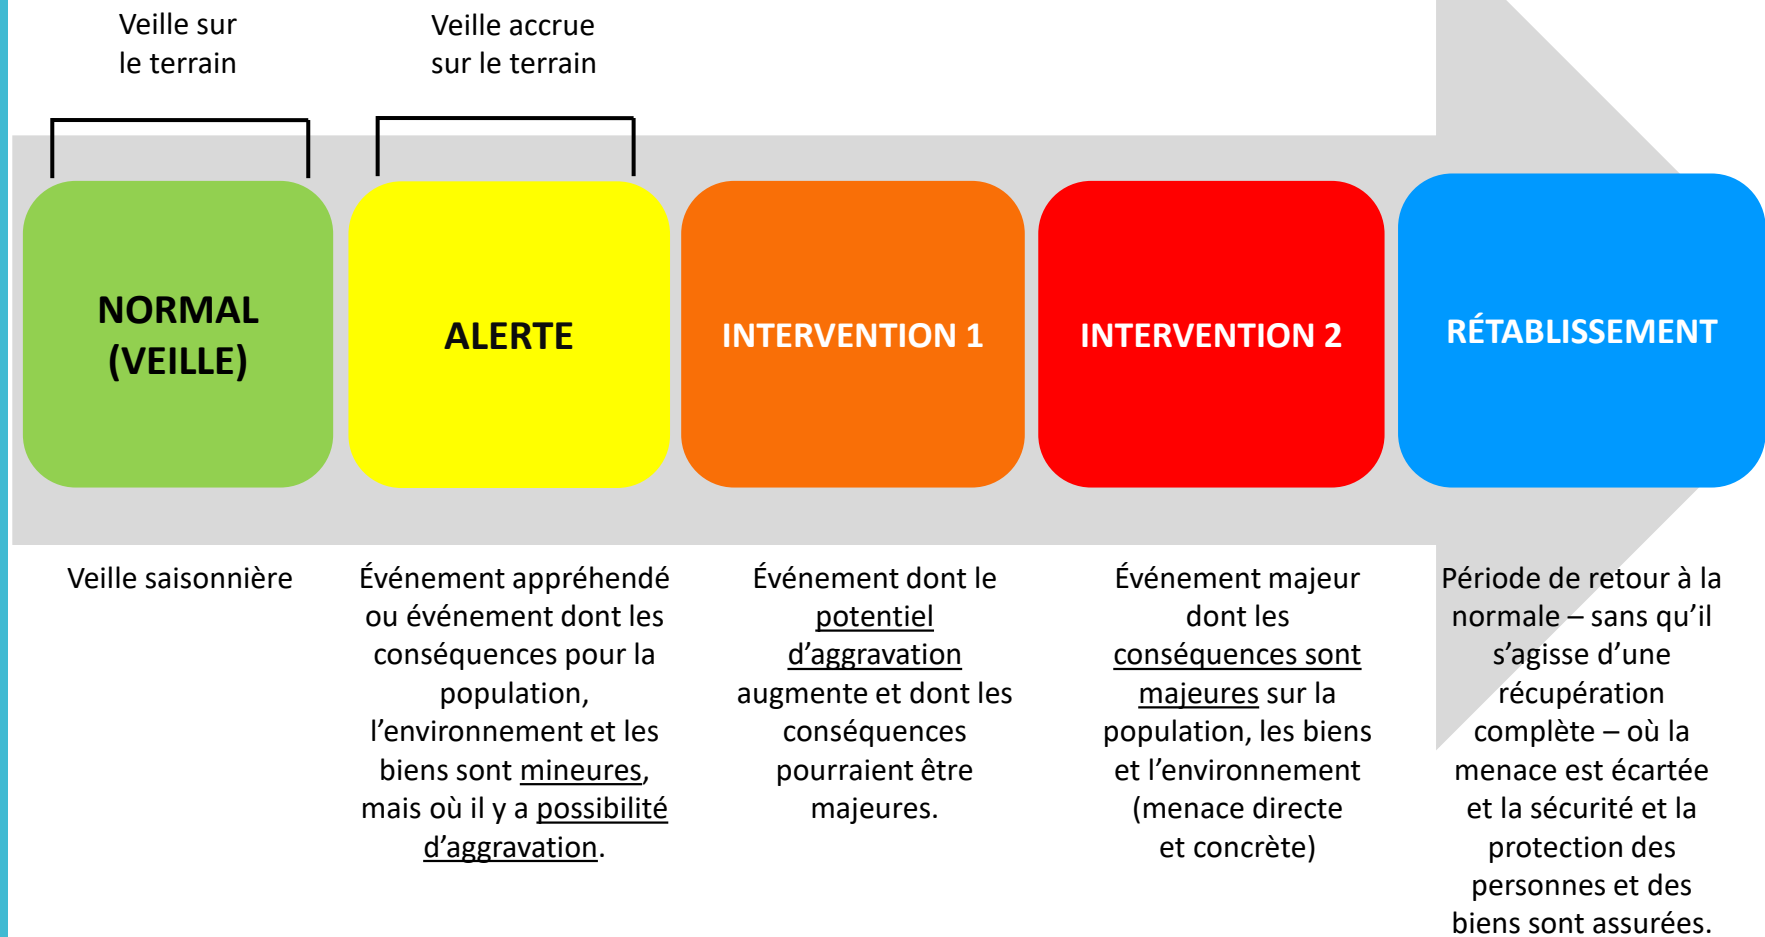 Veille sur
le terrain
Veille accrue
sur le terrain
NORMAL
(VEILLE)
ALERTE
INTERVENTION 1
INTERVENTION 2
RÉTABLISSEMENT
Veille saisonnière
Événement appréhendé
ou événement dont les
conséquences pour la
population,
l’environnement et les
biens sont mineures,
mais où il y a possibilité
d’aggravation.
Événement dont le
potentiel
d’aggravation
augmente et dont les
conséquences
pourraient être
majeures.
Événement majeur
dont les
conséquences sont
majeures sur la
population, les biens
et l’environnement
(menace directe
et concrète)
Période de retour à la
normale – sans qu’il
s’agisse d’une
récupération
complète – où la
menace est écartée
et la sécurité et la
protection des
personnes et des
biens sont assurées.